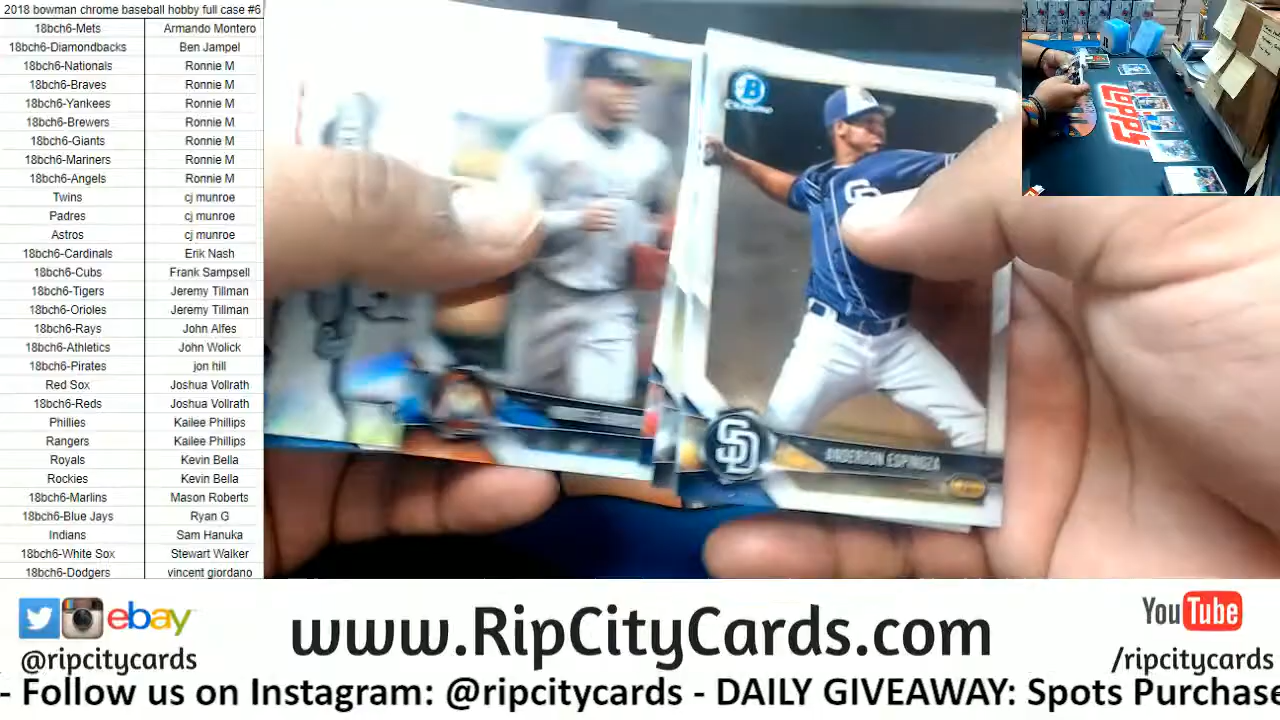 2018 bowman chrome baseball hobby full case #6
18bch6-Mets Armando Montero
18bch6-Diamondbacks Ben Jampel
18bch6-Nationals Ronnie M
18bch6-Braves Ronnie M
18bch6-Yankees Ronnie M
18bch6-Brewers Ronnie M
18bch6-Giants Ronnie M
18bch6-Mariners Ronnie M
18bch6-Angels Ronnie M
Twins cj munroe
Padres cj munroe
Astros cj munroe
18bch6-Cardinals Erik Nash
18bch6-Cubs Frank Sampsell
18bch6-Tigers Jeremy Tillman
18bch6-Orioles Jeremy Tillman
18bch6-Rays John Alfes
18bch6-Athletics John Wolick
18bch6-Pirates jon hill
Red Sox Joshua Vollrath
18bch6-Reds Joshua Vollrath
Phillies Kailee Phillips
Rangers Kailee Phillips
Royals Kevin Bella
Rockies Kevin Bella
18bch6-Marlins Mason Roberts
18bch6-Blue Jays Ryan G
Indians Sam Hanuka
18bch6-White Sox Stewart Walker
18bch6-Dodgers vincent giordano
B
Chrome
SD
SD
ANDERSON ESPINOZA
ebay
@ripcitycards
www.RipCityCards.com
YouTube
/ripcitycards
- Follow us on Instagram: @ripcitycards - DAILY GIVEAWAY: Spots Purchase